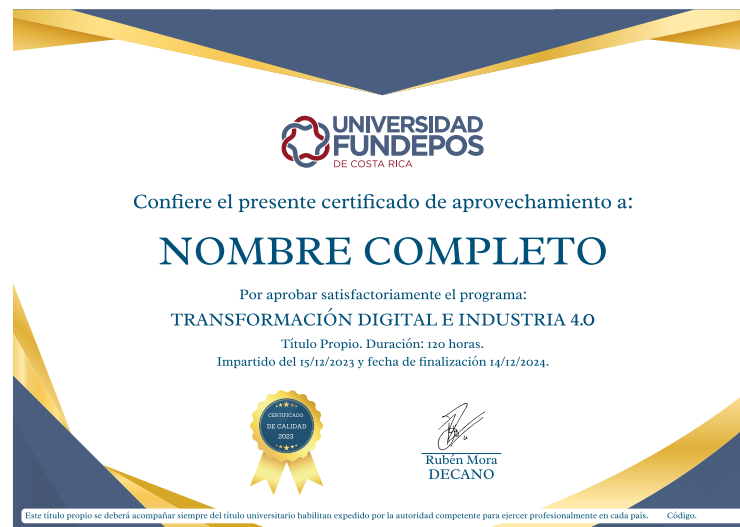 UNIVERSIDAD
FUNDEPOS
DE COSTA RICA
Confiere el presente certificado de aprovechamiento a:
NOMBRE COMPLETO
Por aprobar satisfactoriamente el programa:
TRANSFORMACIÓN DIGITAL E INDUSTRIA 4.0
Título Propio. Duración: 120 horas.
Impartido del 15/12/2023 y fecha de finalización 14/12/2024.
CERTIFICADO
DE CALIDAD
2023
Rubén Mora
DECANO
Este título propio se deberá acompañar siempre del título universitario habilitan expedido por la autoridad competente para ejercer profesionalmente en cada país. Código.